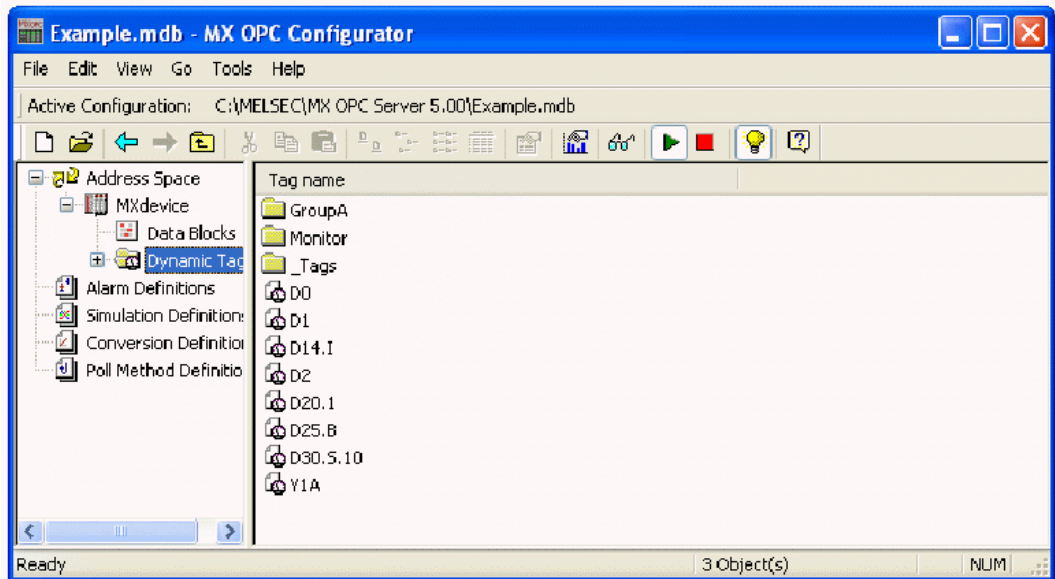 Example.mdb - MX OPC Configurator
File Edit View Go Tools Help
Active Configuration: C:\MELSEC\MX OPC Server 5.00\Example.mdb
Address Space
MXdevice
Data Blocks
Dynamic Tag
Alarm Definitions
Simulation Definition
Conversion Definitio
Poll Method Definitio
Tag name
GroupA
Monitor
_Tags
D0
D1
D14.I
D2
D20.1
D25.B
D30.S.10
Y1A
Ready
3 Object(s)
NUM